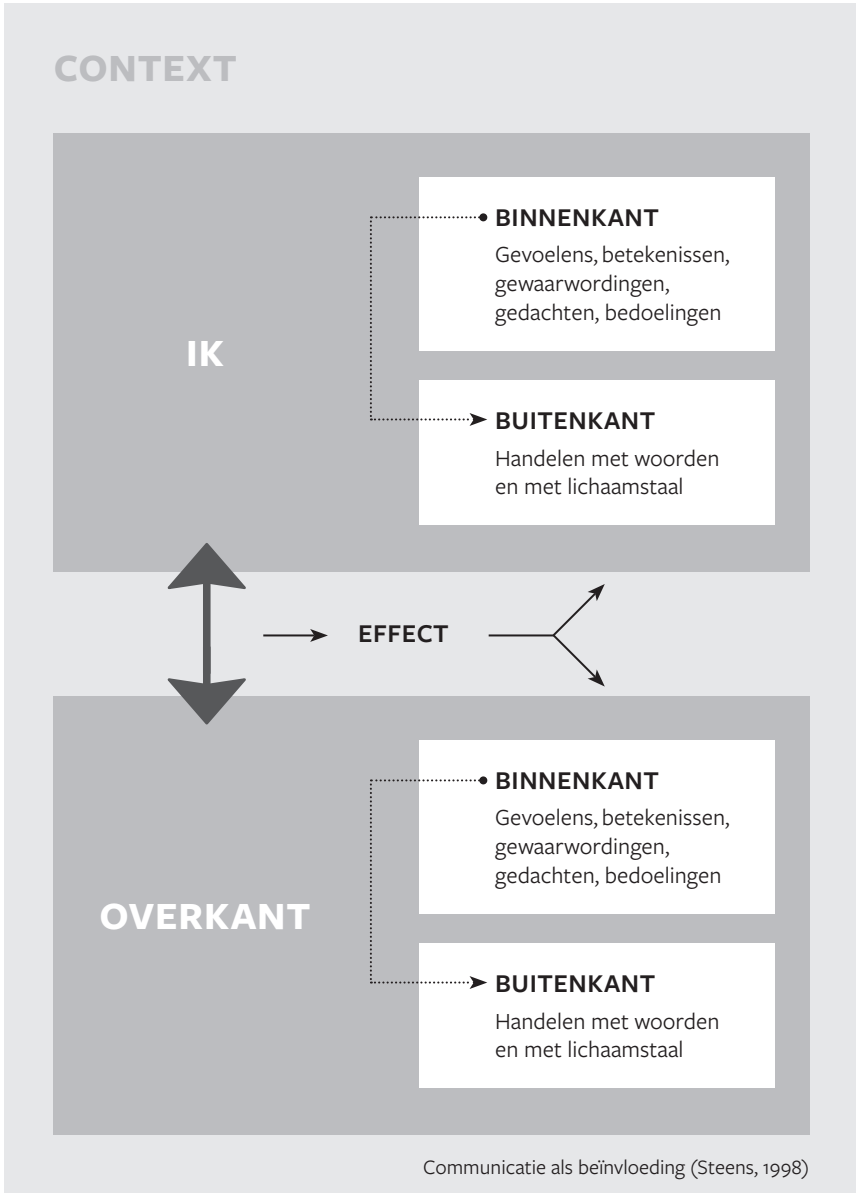 CONTEXT
IK
BINNENKANT
Gevoelens, betekenissen,
gewaarwordingen,
gedachten, bedoelingen
BUITENKANT
Handelen met woorden
en met lichaamstaal
EFFECT
OVERKANT
BINNENKANT
Gevoelens, betekenissen,
gewaarwordingen,
gedachten, bedoelingen
BUITENKANT
Handelen met woorden
en met lichaamstaal
Communicatie als beïnvloeding (Steens, 1998)